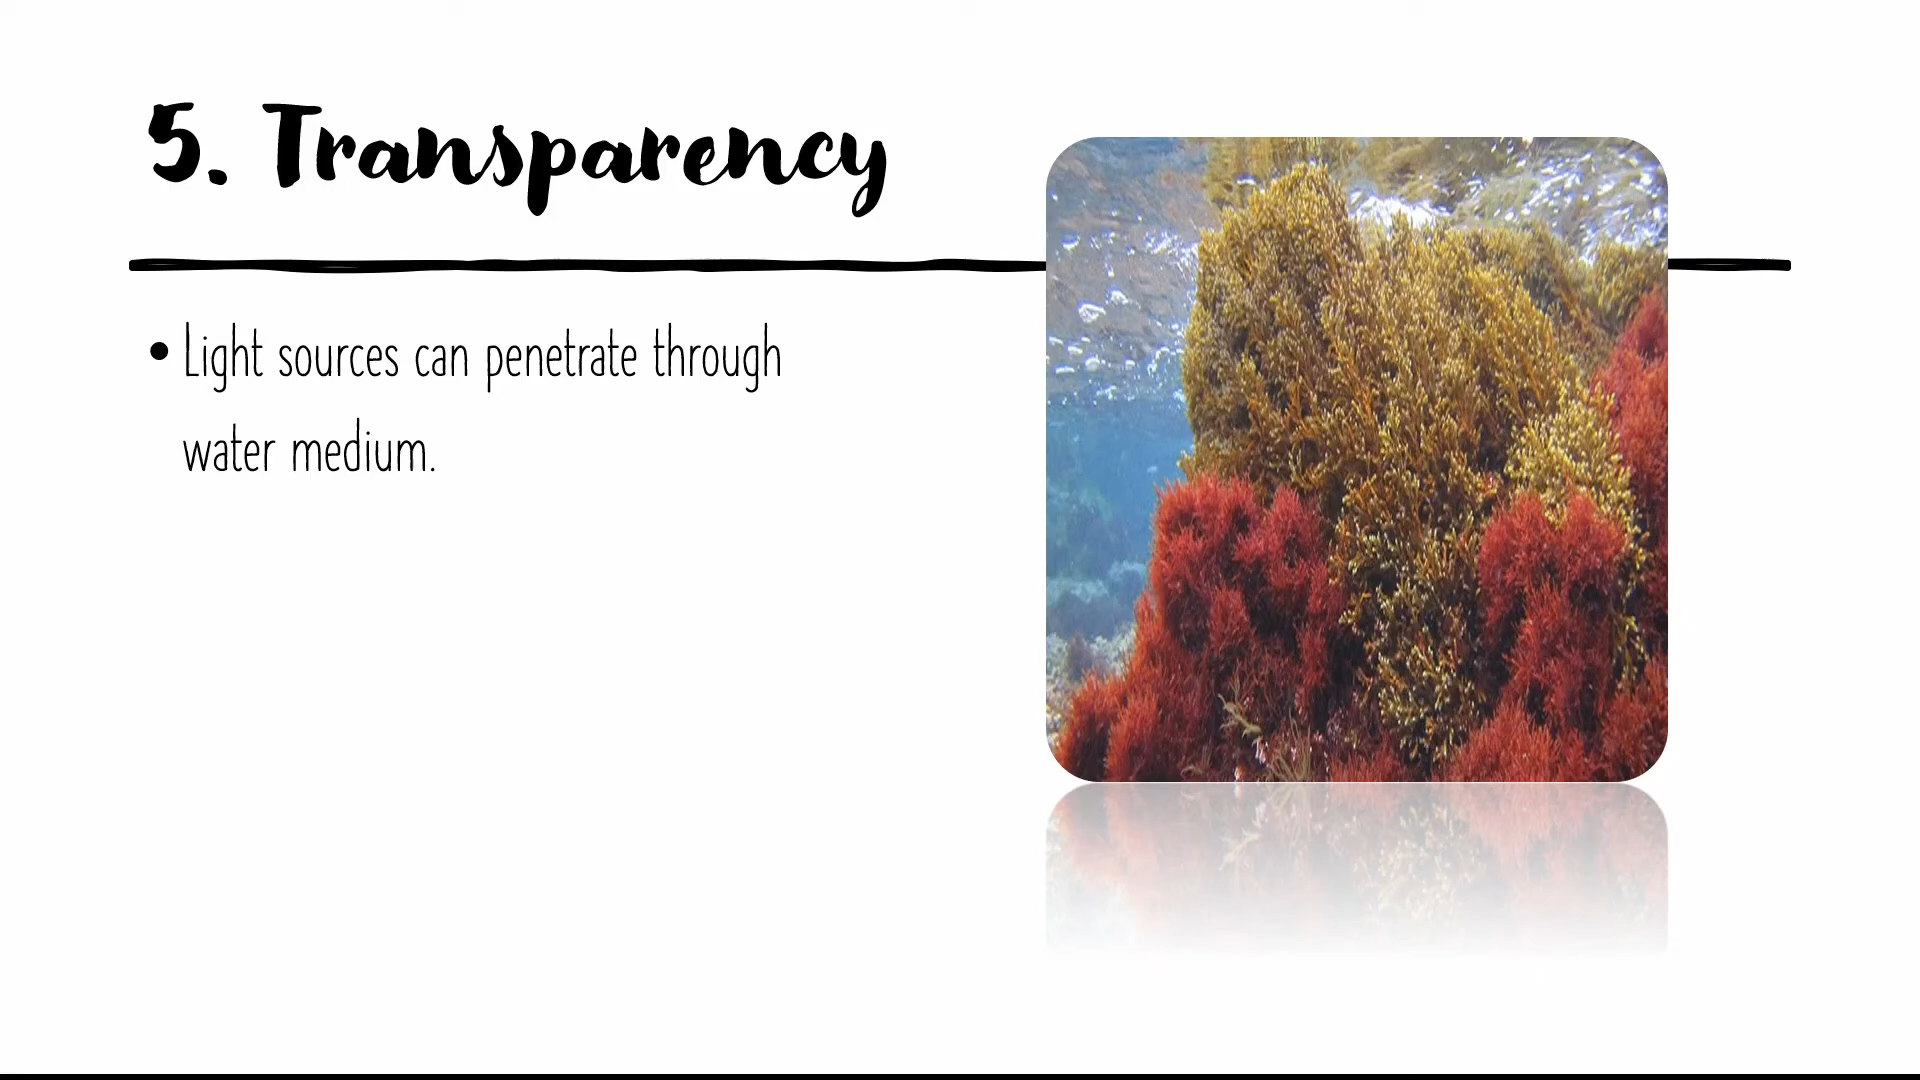 5. Transparency
• Light sources can penetrate through
water medium.